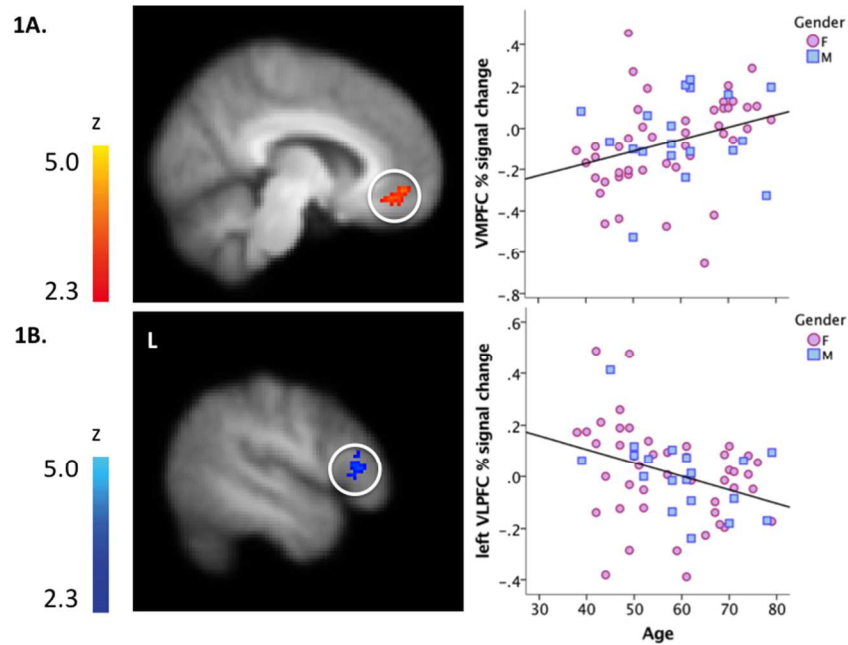 1A.
z
5.0
2.3
VMPFC % signal change
.4
.2
.0
-.2
-.4
-.6
-.8
Gender
F
M
1B.
L
z
5.0
2.3
left VLPFC % signal change
.6
.4
.2
.0
-.2
-.4
30 40 50 60 70 80
Age
Gender
F
M